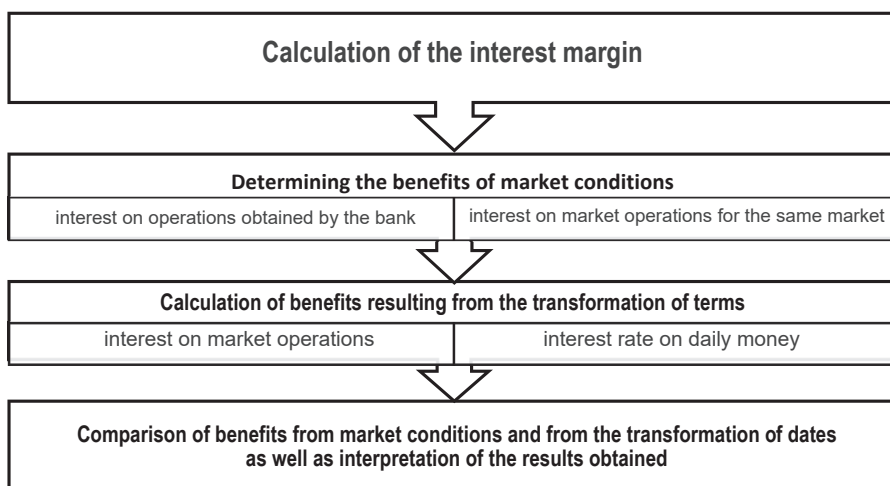 Calculation of the interest margin
Determining the benefits of market conditions
interest on operations obtained by the bank
interest on market operations for the same market
Calculation of benefits resulting from the transformation of terms
interest on market operations
interest rate on daily money
Comparison of benefits from market conditions and from the transformation of dates
as well as interpretation of the results obtained